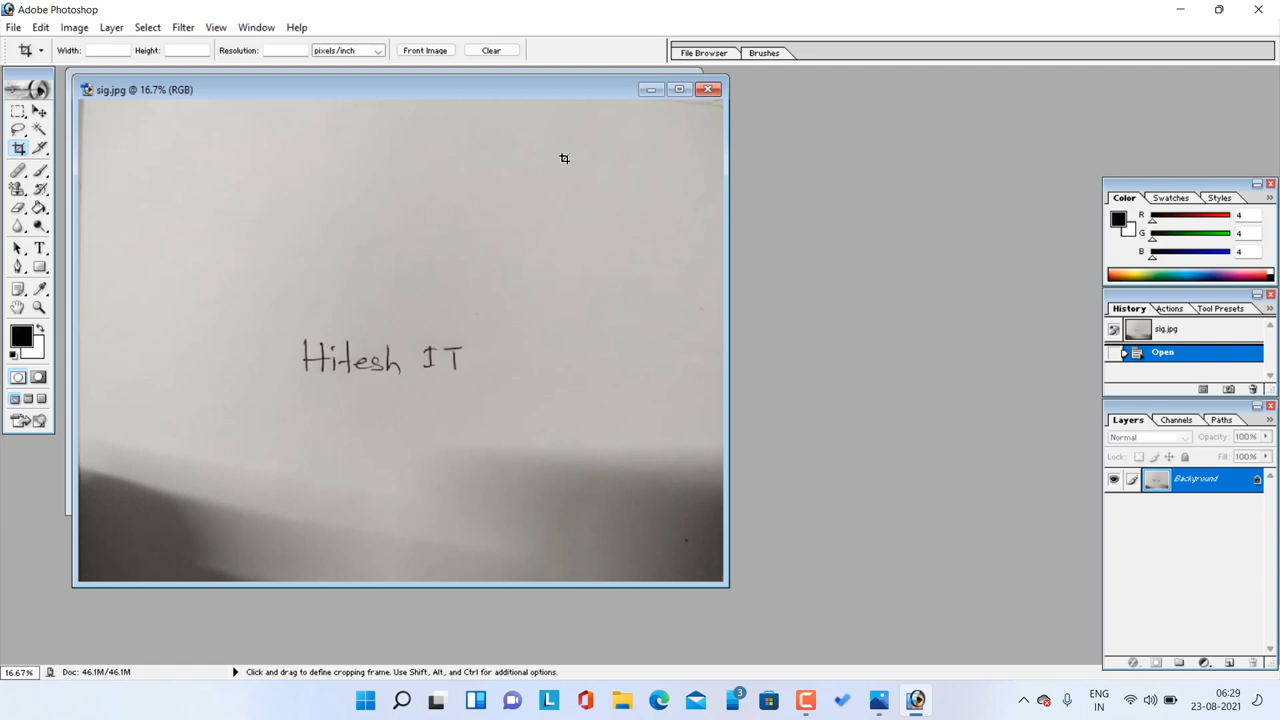 Adobe Photoshop
File Edit Image Layer Select Filter View Window Help
Width: Height: Resolution: pixels/inch Front Image Clear File Browser Brushes
sig.jpg @ 16.7% (RGB)
Hitesh IT
Color Swatches Styles
R 4
G 4
B 4
History Actions Tool Presets
sig.jpg
Open
Layers Channels Paths
Normal Opacity: 100%
Lock: Fill: 100%
Background
16.67% Doc: 46.1M/46.1M Click and drag to define cropping frame. Use Shift, Alt, and Ctrl for additional options.
3
ENG
IN
06:29
23-08-2021